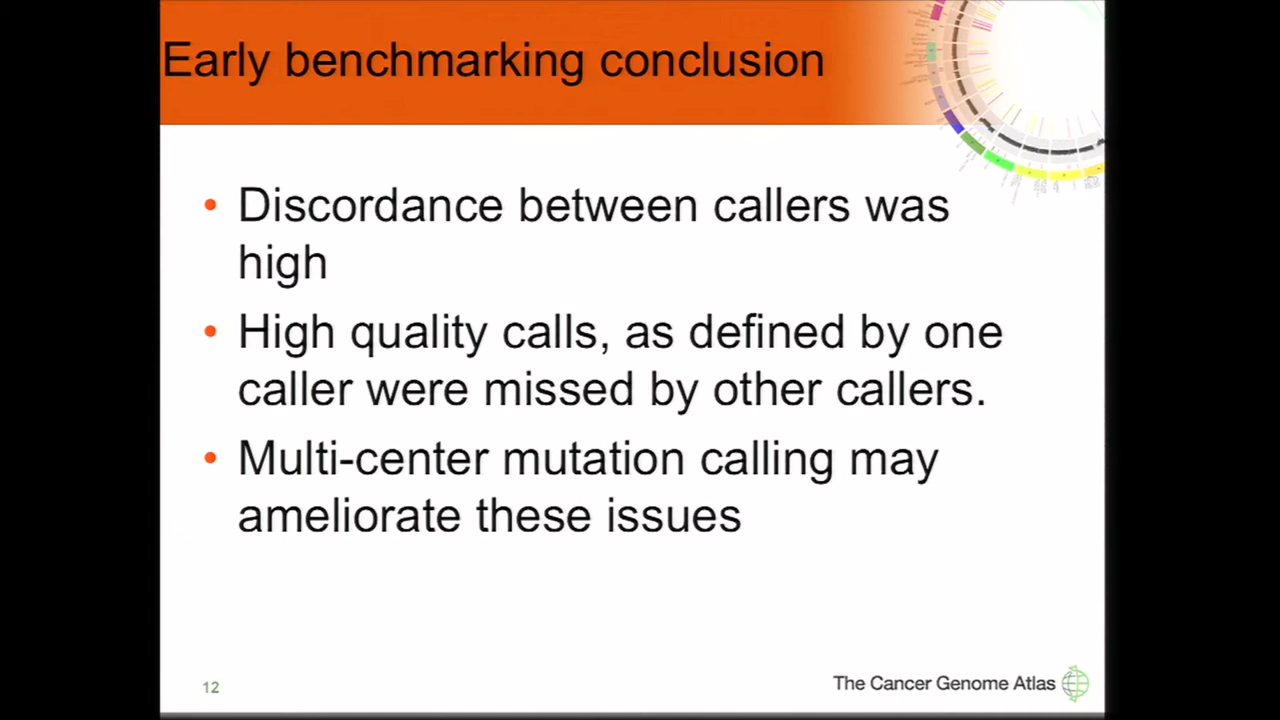 Early benchmarking conclusion
• Discordance between callers was
high
• High quality calls, as defined by one
caller were missed by other callers.
• Multi-center mutation calling may
ameliorate these issues
12
The Cancer Genome Atlas